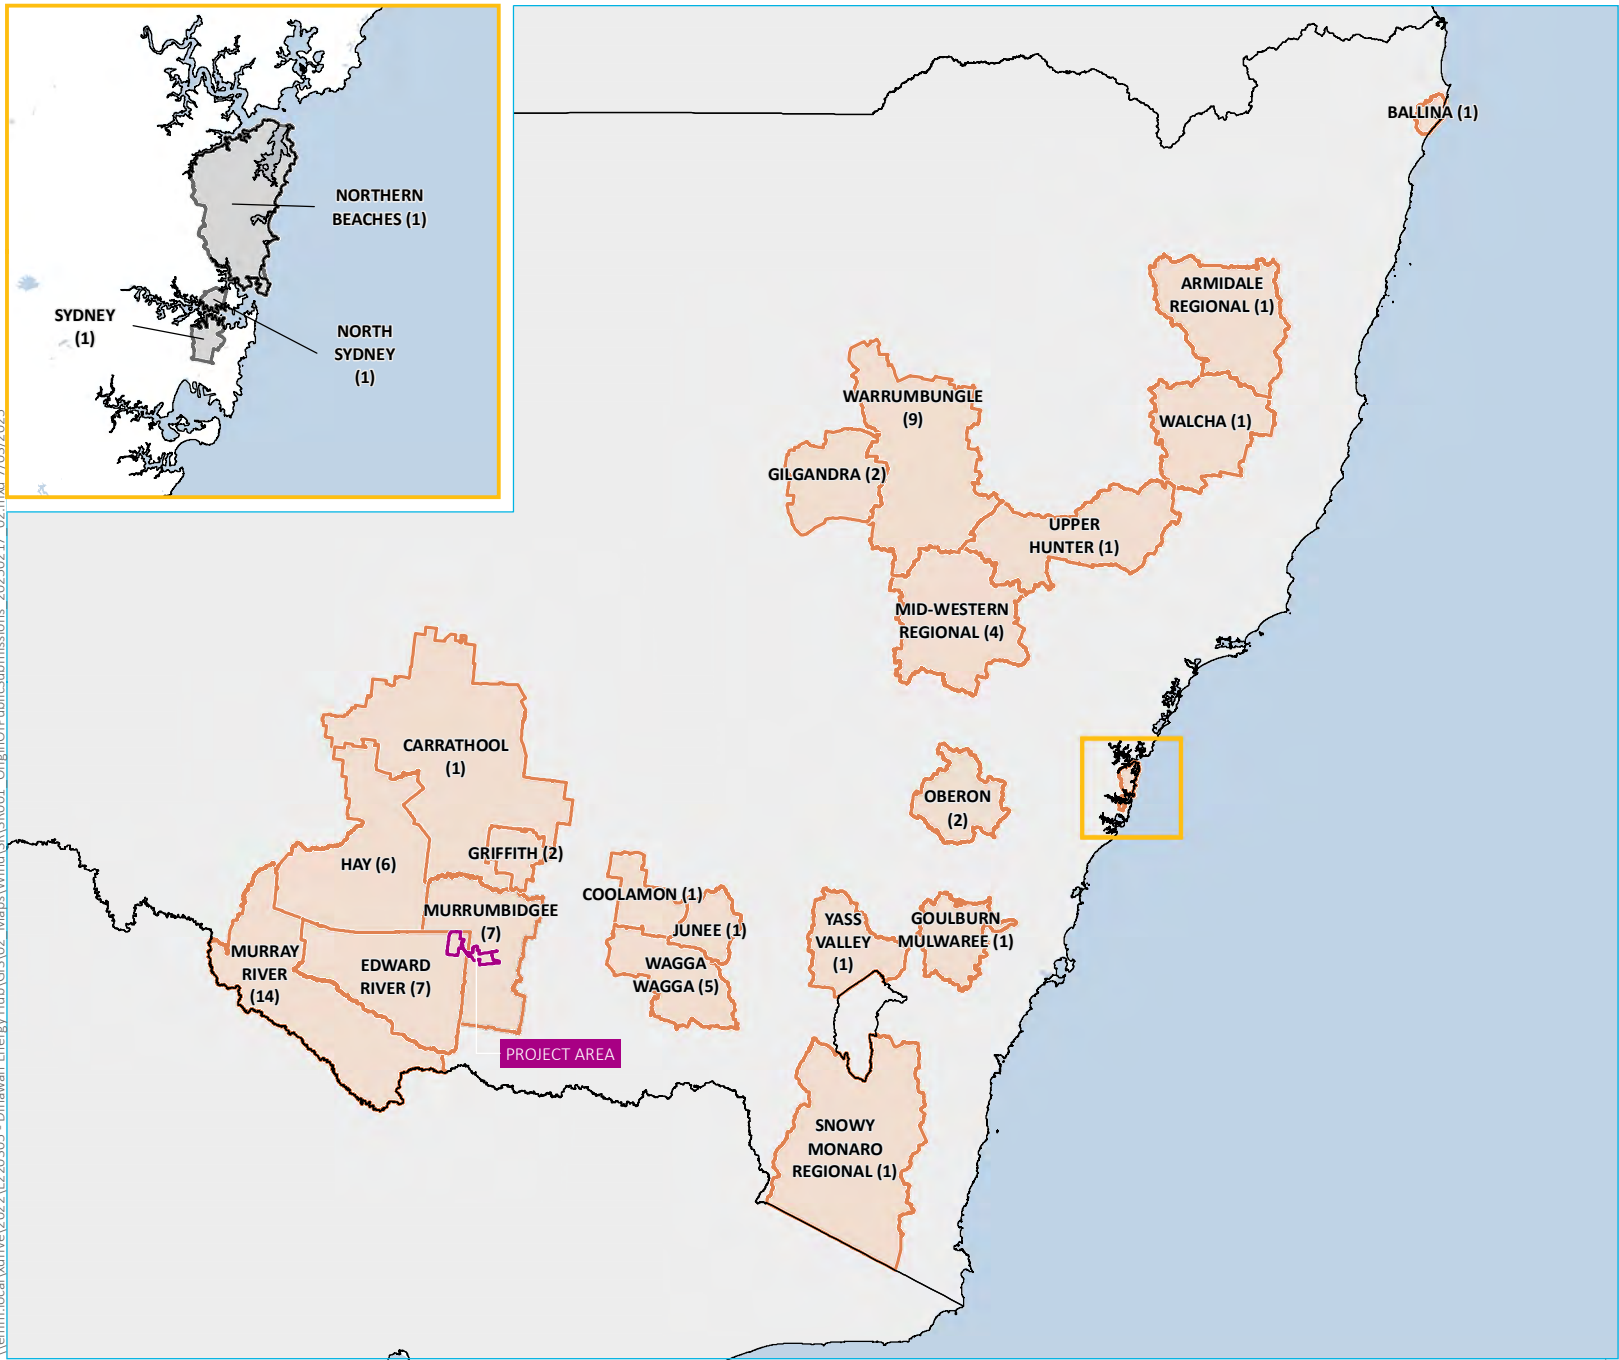 NORTHERN
BEACHES (1)
SYDNEY
(1)
NORTH
SYDNEY
(1)
BALLINA (1)
ARMIDALE
REGIONAL (1)
WARRUMBUNGLE
(9)
WALCHA (1)
GILGANDRA (2)
UPPER
HUNTER (1)
MID-WESTERN
REGIONAL (4)
CARRATHOOL
(1)
OBERON
(2)
HAY (6)
GRIFFITH (2)
COOLAMON (1)
MURRUMBIDGEE
(7)
JUNEE (1)
YASS
VALLEY
(1)
GOULBURN
MULWAREE (1)
MURRAY
RIVER
(14)
EDWARD
RIVER (7)
WAGGA
WAGGA (5)
PROJECT AREA
SNOWY
MONARO
REGIONAL (1)